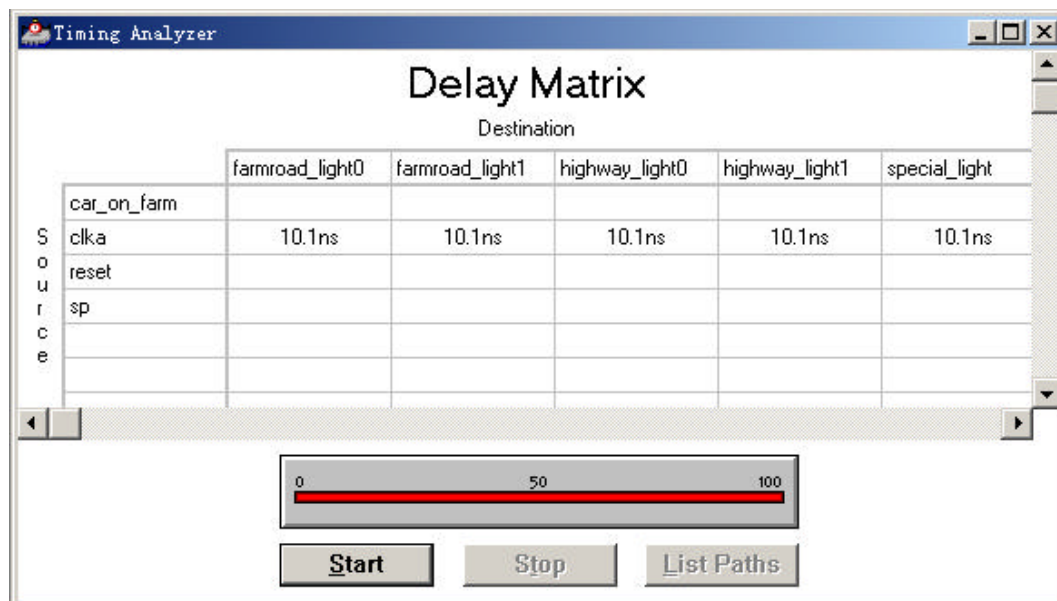 Timing Analyzer
Delay Matrix
Destination
farmroad_light0 farmroad_light1 highway_light0 highway_light1 special_light
Source
car_on_farm
clka 10.1ns 10.1ns 10.1ns 10.1ns 10.1ns
reset
sp
0 50 100
Start Stop List Paths